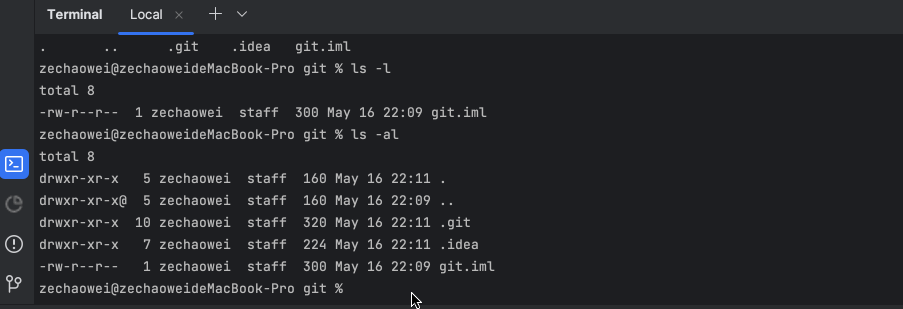 Terminal Local
. .. .git .idea git.iml
zechaowei@zechaoweideMacBook-Pro git % ls -l
total 8
-rw-r--r--  1 zechaowei  staff  300 May 16 22:09 git.iml
zechaowei@zechaoweideMacBook-Pro git % ls -al
total 8
drwxr-xr-x   5 zechaowei  staff  160 May 16 22:11 .
drwxr-xr-x@  5 zechaowei  staff  160 May 16 22:09 ..
drwxr-xr-x  10 zechaowei  staff  320 May 16 22:11 .git
drwxr-xr-x   7 zechaowei  staff  224 May 16 22:11 .idea
-rw-r--r--   1 zechaowei  staff  300 May 16 22:09 git.iml
zechaowei@zechaoweideMacBook-Pro git %